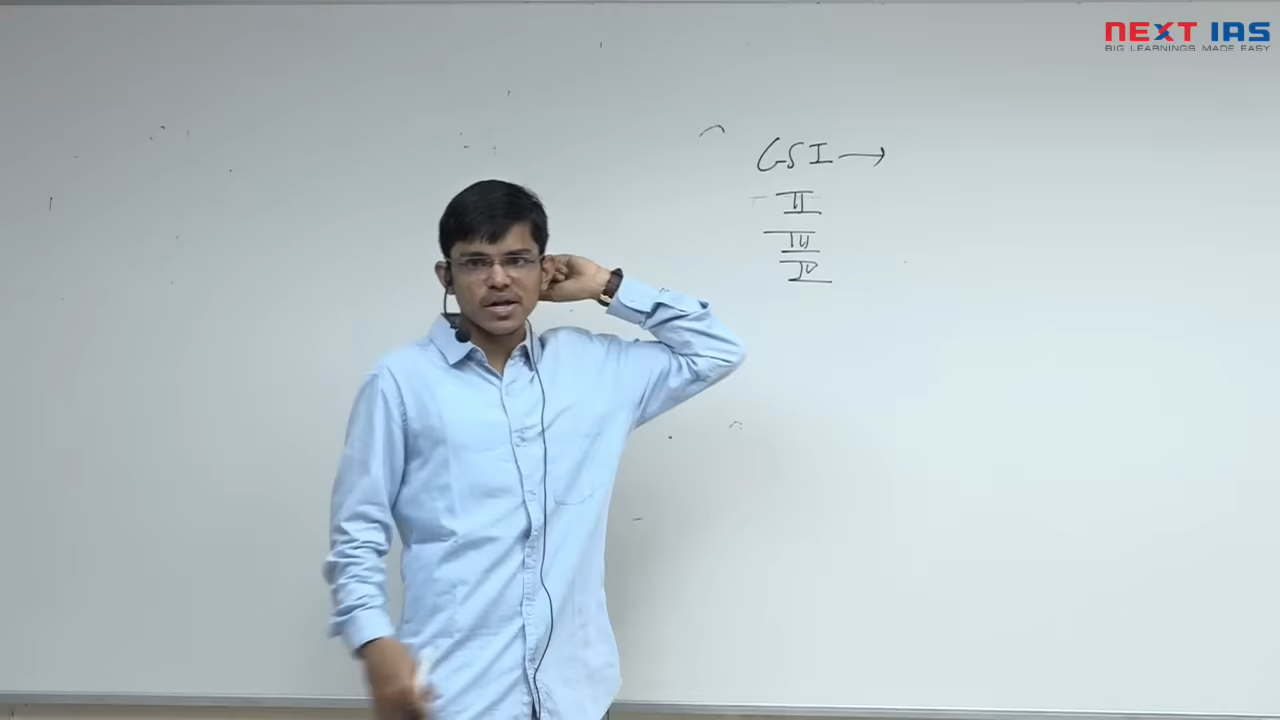 NEXT IAS
BIG LEARNINGS MADE EASY
GS I →
II
III
IV